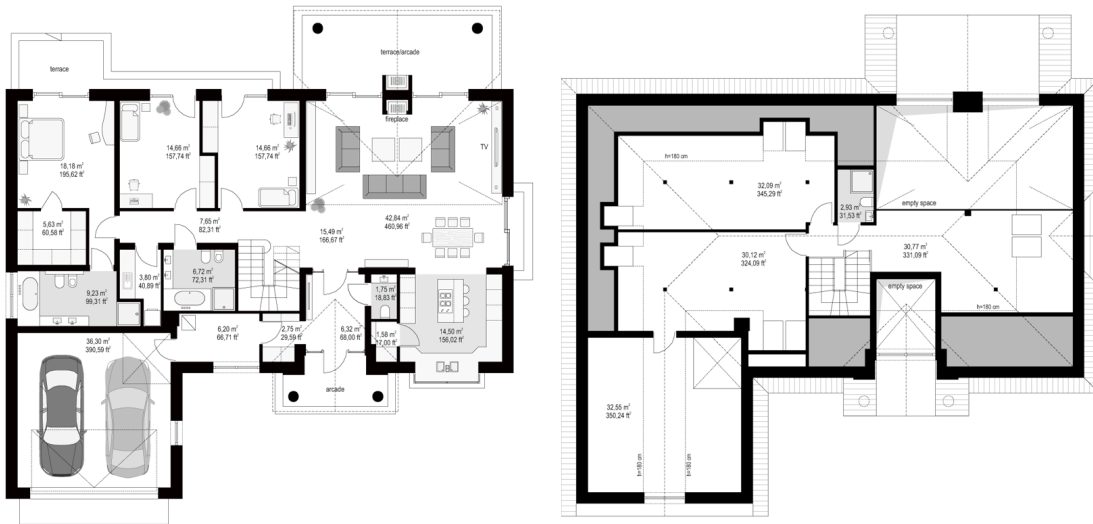 terrace
terrace/arcade
fireplace
TV
18,18 m²
195,62 ft²
14,66 m²
157,74 ft²
14,66 m²
157,74 ft²
5,63 m²
60,58 ft²
7,65 m²
82,31 ft²
15,49 m²
166,67 ft²
42,84 m²
460,96 ft²
9,23 m²
99,31 ft²
3,80 m²
40,89 ft²
6,72 m²
72,31 ft²
1,75 m²
18,83 ft²
14,50 m²
156,02 ft²
36,30 m²
390,59 ft²
6,20 m²
66,71 ft²
2,75 m²
29,59 ft²
6,32 m²
68,00 ft²
1,58 m²
17,00 ft²
arcade
h=180 cm
32,09 m²
345,29 ft²
2,93 m²
31,53 ft²
empty space
30,12 m²
324,09 ft²
30,77 m²
331,09 ft²
empty space
h=180 cm
32,55 m²
350,24 ft²
h=180 cm
h=180 cm